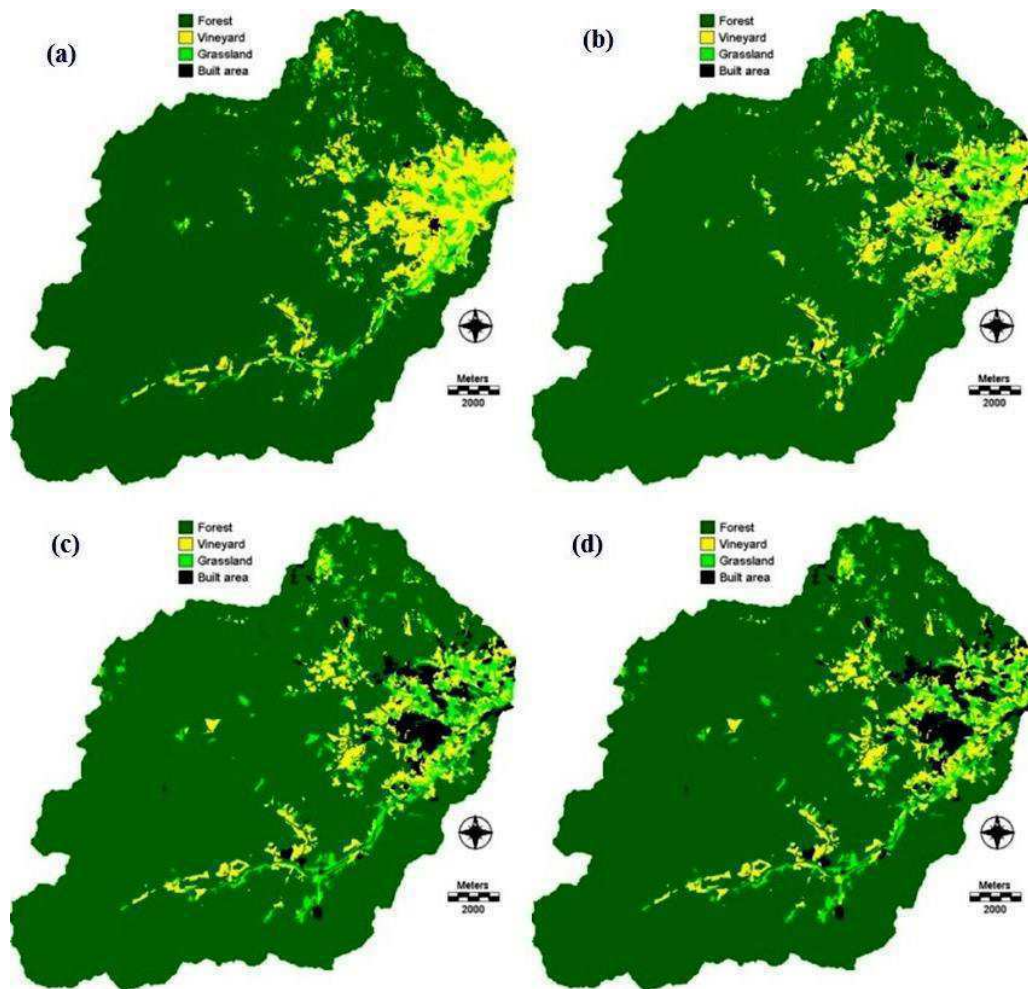 (a)
Forest
Vineyard
Grassland
Built area
Meters
2000
(b)
Forest
Vineyard
Grassland
Built area
Meters
2000
(c)
Forest
Vineyard
Grassland
Built area
Meters
2000
(d)
Forest
Vineyard
Grassland
Built area
Meters
2000